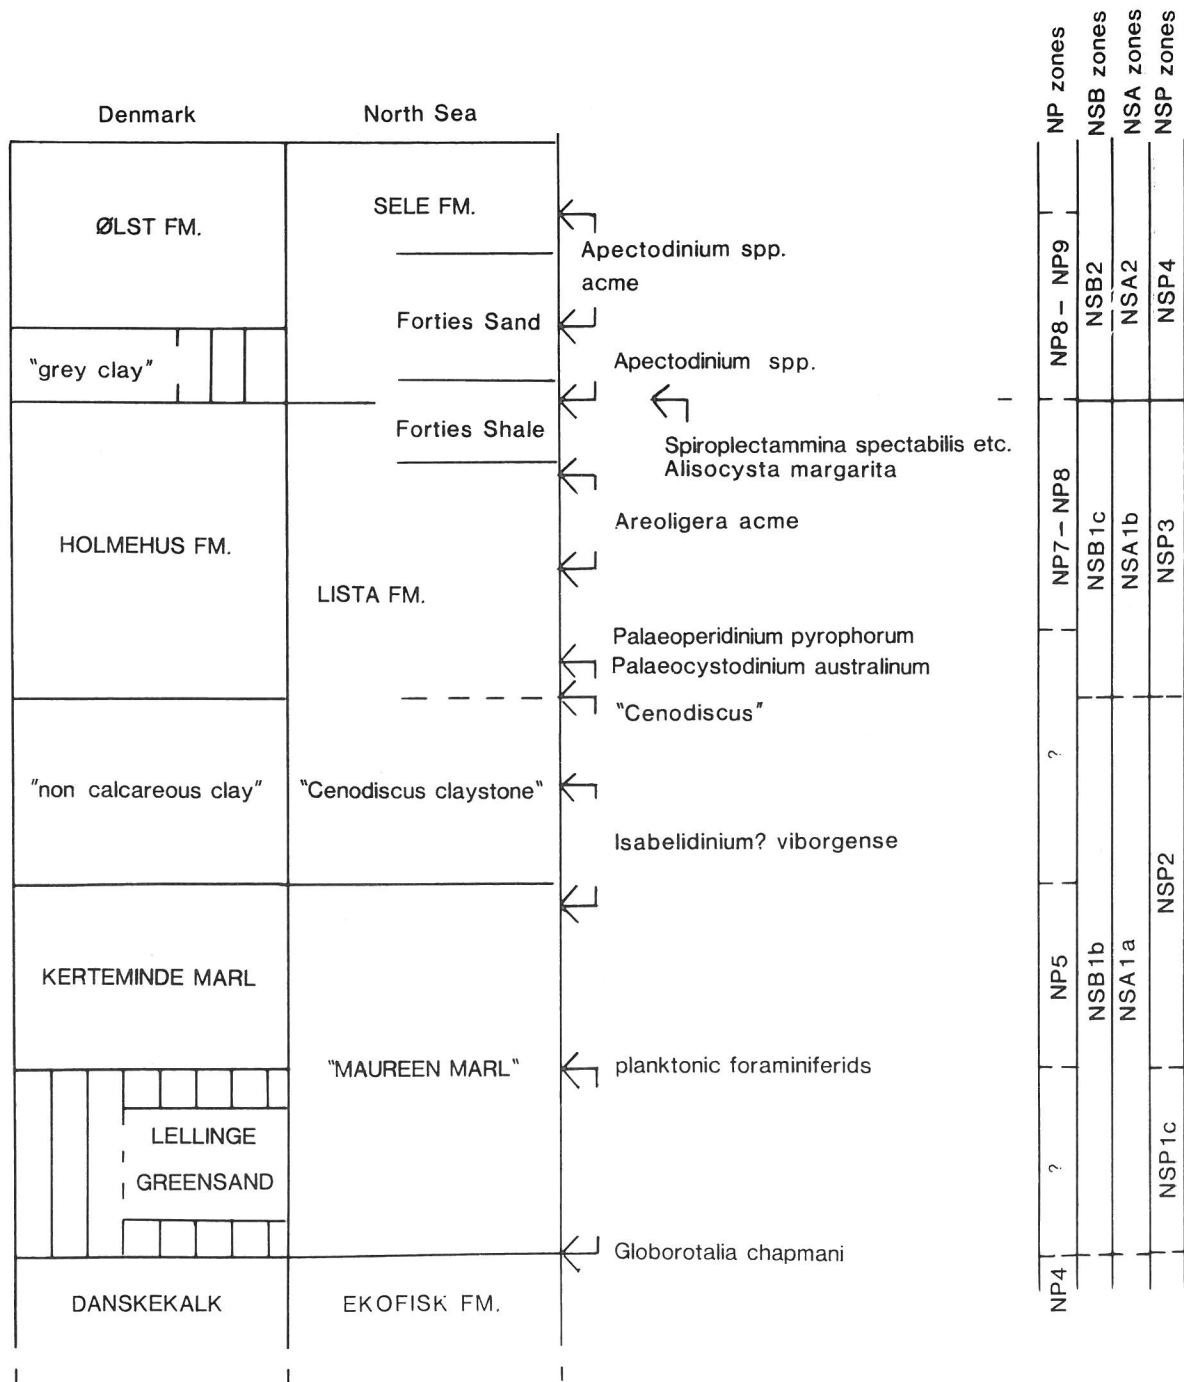 Denmark
North Sea
NP zones
NSB zones
NSA zones
NSP zones
ØLST FM.
"grey clay"
HOLMEHUS FM.
"non calcareous clay"
KERTEMINDE MARL
LELLINGE
GREENSAND
DANSKEKALK
SELE FM.
Forties Sand
Forties Shale
LISTA FM.
"Cenodiscus claystone"
"MAUREEN MARL"
EKOFISK FM.
Apectodinium spp.
acme
Apectodinium spp.
Spiroplectammina spectabilis etc.
Alisocysta margarita
Areoligera acme
Palaeoperidinium pyrophorum
Palaeocystodinium australinum
"Cenodiscus"
Isabelidinium? viborgense
planktonic foraminiferids
Globorotalia chapmani
NP8 – NP9
NP7 – NP8
?
NP5
?
NP4
NSB2
NSB1c
NSB1b
NSA2
NSA1b
NSA1a
NSP4
NSP3
NSP2
NSP1c